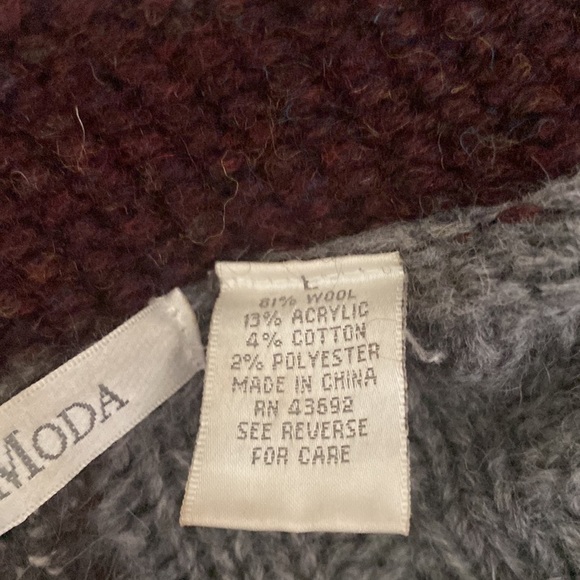 L
81% WOOL
13% ACRYLIC
4% COTTON
2% POLYESTER
MADE IN CHINA
RN 43692
SEE REVERSE
FOR CARE
MODA